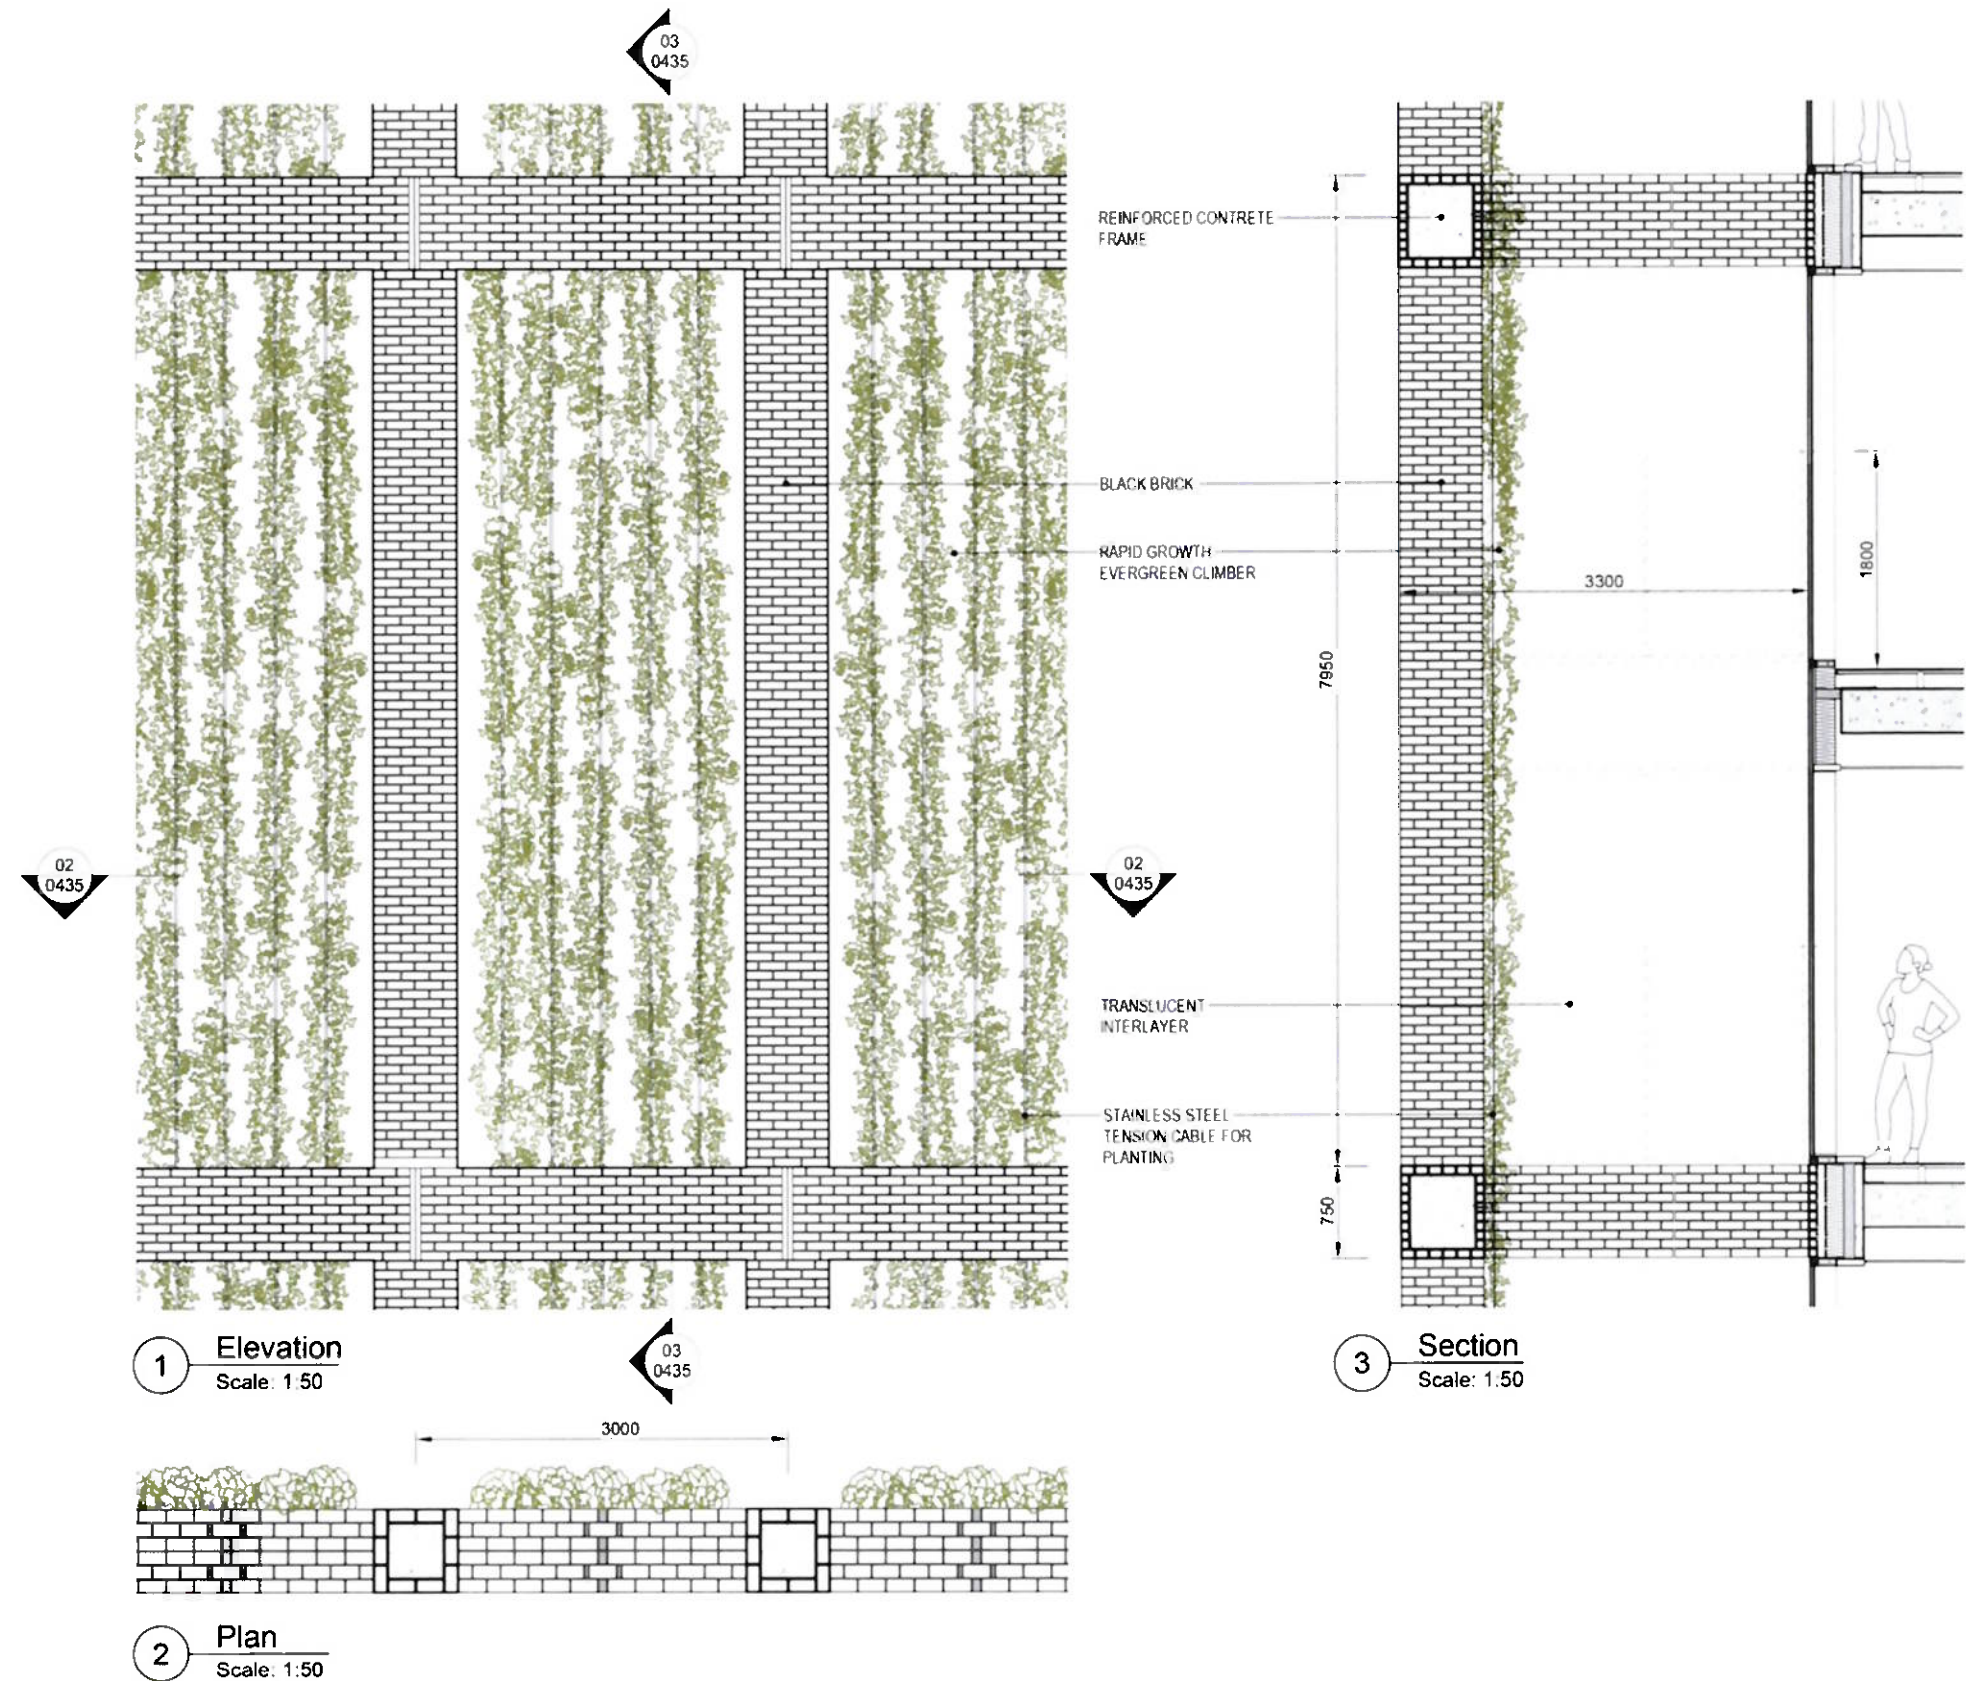 03
0435
REINFORCED CONTRETE
FRAME
BLACK BRICK
RAPID GROWTH
EVERGREEN CLIMBER
3300
1800
7950
02
0435
02
0435
TRANSLUCENT
INTERLAYER
STAINLESS STEEL
TENSION CABLE FOR
PLANTING
750
1
Elevation
Scale: 1:50
03
0435
3
Section
Scale: 1:50
3000
2
Plan
Scale: 1:50